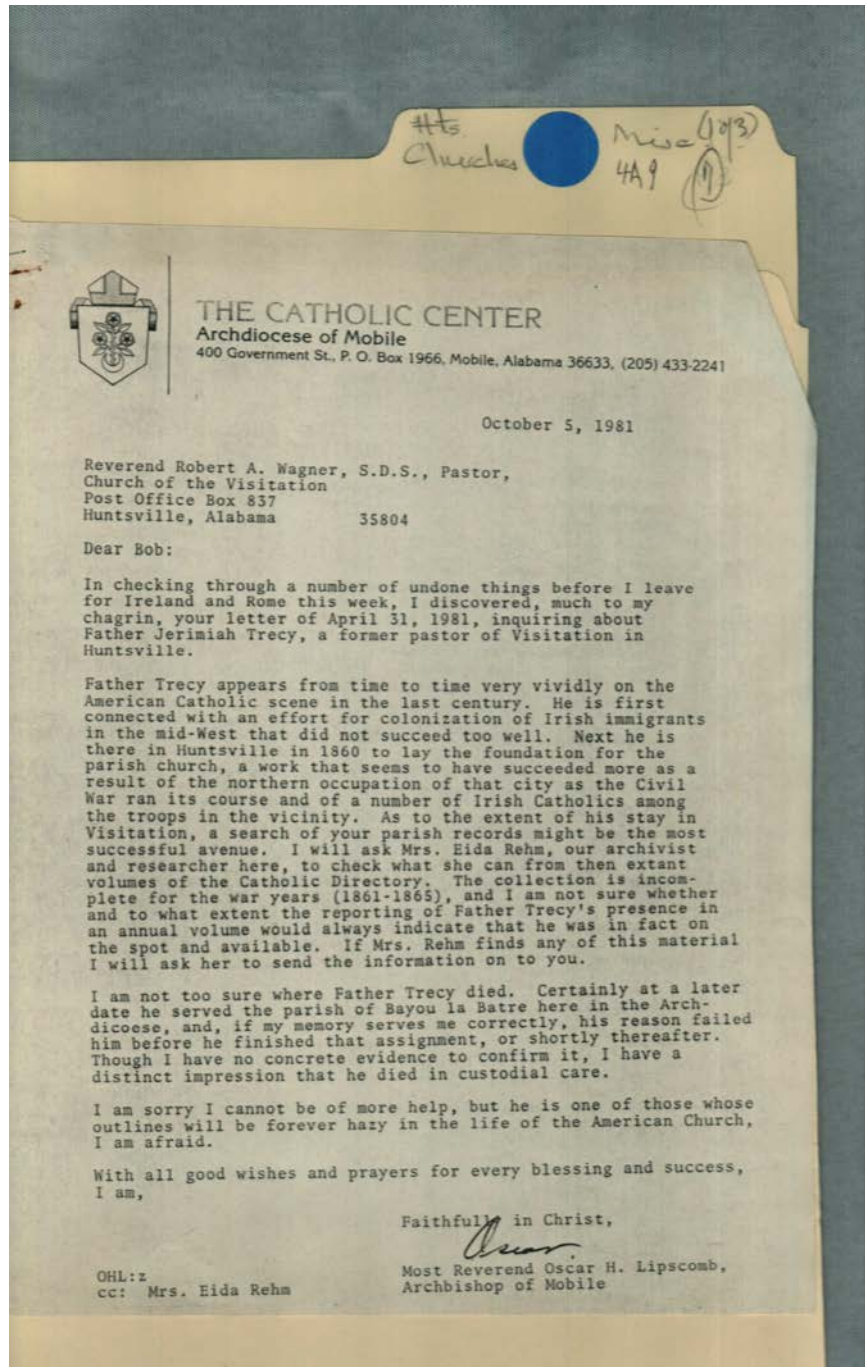 Hts
Churches
Misc (1 of 3)
4A9
THE CATHOLIC CENTER
Archdiocese of Mobile
400 Government St., P. O. Box 1966, Mobile, Alabama 36633, (205) 433-2241
October 5, 1981
Reverend Robert A. Wagner, S.D.S., Pastor,
Church of the Visitation
Post Office Box 837
Huntsville, Alabama 35804
Dear Bob:
In checking through a number of undone things before I leave
for Ireland and Rome this week, I discovered, much to my
chagrin, your letter of April 31, 1981, inquiring about
Father Jerimiah Trecy, a former pastor of Visitation in
Huntsville.
Father Trecy appears from time to time very vividly on the
American Catholic scene in the last century. He is first
connected with an effort for colonization of Irish immigrants
in the mid-West that did not succeed too well. Next he is
there in Huntsville in 1860 to lay the foundation for the
parish church, a work that seems to have succeeded more as a
result of the northern occupation of that city as the Civil
War ran its course and of a number of Irish Catholics among
the troops in the vicinity. As to the extent of his stay in
Visitation, a search of your parish records might be the most
successful avenue. I will ask Mrs. Eida Rehm, our archivist
and researcher here, to check what she can from then extant
volumes of the Catholic Directory. The collection is incom-
plete for the war years (1861-1865), and I am not sure whether
and to what extent the reporting of Father Trecy's presence in
an annual volume would always indicate that he was in fact on
the spot and available. If Mrs. Rehm finds any of this material
I will ask her to send the information on to you.
I am not too sure where Father Trecy died. Certainly at a later
date he served the parish of Bayou la Batre here in the Arch-
dicoese, and, if my memory serves me correctly, his reason failed
him before he finished that assignment, or shortly thereafter.
Though I have no concrete evidence to confirm it, I have a
distinct impression that he died in custodial care.
I am sorry I cannot be of more help, but he is one of those whose
outlines will be forever hazy in the life of the American Church,
I am afraid.
With all good wishes and prayers for every blessing and success,
I am,
Faithfully in Christ,
Oscar
Most Reverend Oscar H. Lipscomb,
Archbishop of Mobile
OHL:z
cc: Mrs. Eida Rehm